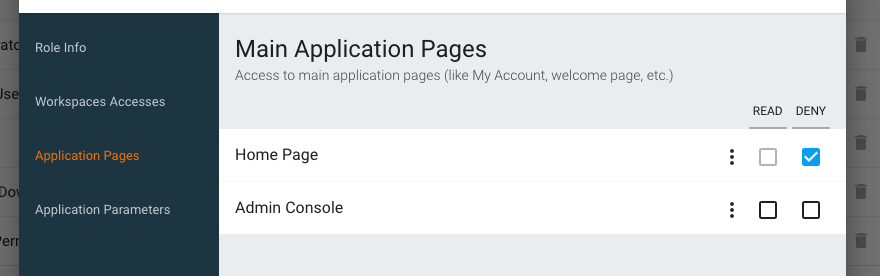 Role Info
Workspaces Accesses
Application Pages
Application Parameters
Main Application Pages
Access to main application pages (like My Account, welcome page, etc.)
READ DENY
Home Page
Admin Console